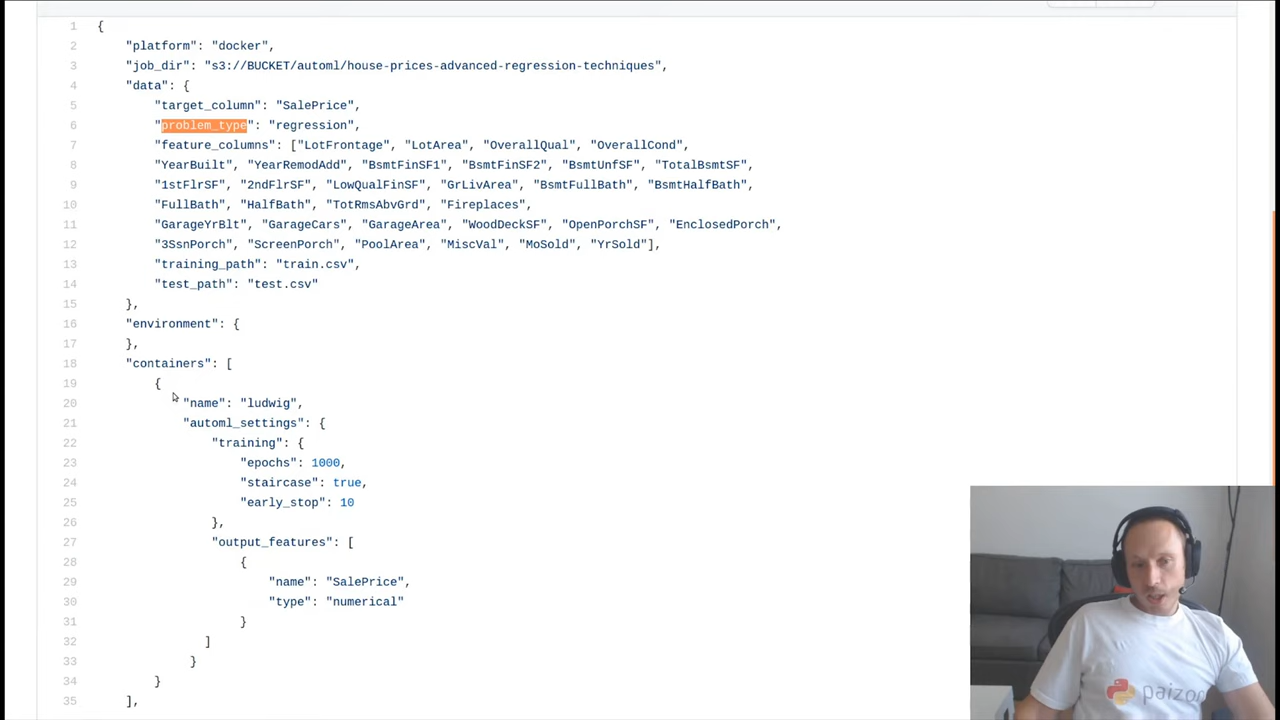 1 {
2 "platform": "docker",
3 "job_dir": "s3://BUCKET/automl/house-prices-advanced-regression-techniques",
4 "data": {
5 "target_column": "SalePrice",
6 "problem_type": "regression",
7 "feature_columns": ["LotFrontage", "LotArea", "OverallQual", "OverallCond",
8 "YearBuilt", "YearRemodAdd", "BsmtFinSF1", "BsmtFinSF2", "BsmtUnfSF", "TotalBsmtSF",
9 "1stFlrSF", "2ndFlrSF", "LowQualFinSF", "GrLivArea", "BsmtFullBath", "BsmtHalfBath",
10 "FullBath", "HalfBath", "TotRmsAbvGrd", "Fireplaces",
11 "GarageYrBlt", "GarageCars", "GarageArea", "WoodDeckSF", "OpenPorchSF", "EnclosedPorch",
12 "3SsnPorch", "ScreenPorch", "PoolArea", "MiscVal", "MoSold", "YrSold"],
13 "training_path": "train.csv",
14 "test_path": "test.csv"
15 },
16 "environment": {
17 },
18 "containers": [
19 {
20 "name": "ludwig",
21 "automl_settings": {
22 "training": {
23 "epochs": 1000,
24 "staircase": true,
25 "early_stop": 10
26 },
27 "output_features": [
28 {
29 "name": "SalePrice",
30 "type": "numerical"
31 }
32 ]
33 }
34 }
35 ],